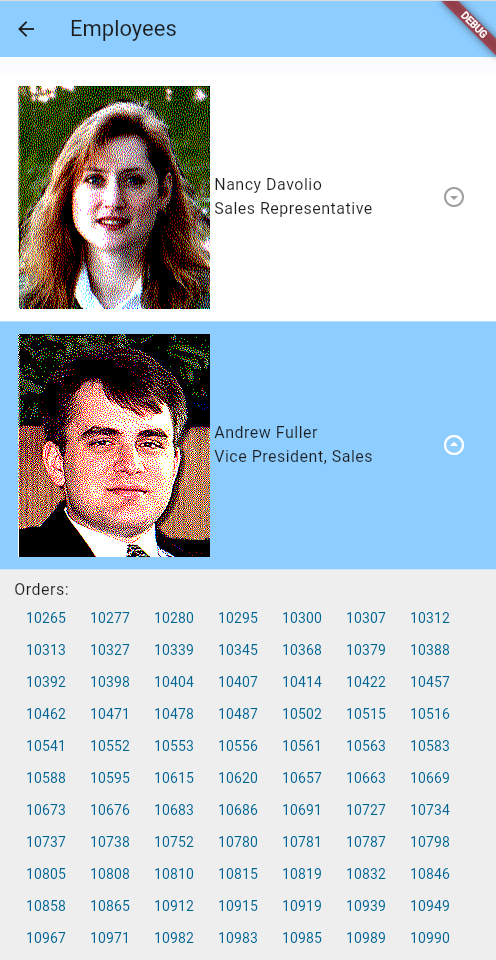 Employees
DEBUG
Nancy Davolio
Sales Representative
Andrew Fuller
Vice President, Sales
Orders:
10265 10277 10280 10295 10300 10307 10312
10313 10327 10339 10345 10368 10379 10388
10392 10398 10404 10407 10414 10422 10457
10462 10471 10478 10487 10502 10515 10516
10541 10552 10553 10556 10561 10563 10583
10588 10595 10615 10620 10657 10663 10669
10673 10676 10683 10686 10691 10727 10734
10737 10738 10752 10780 10781 10787 10798
10805 10808 10810 10815 10819 10832 10846
10858 10865 10912 10915 10919 10939 10949
10967 10971 10982 10983 10985 10989 10990